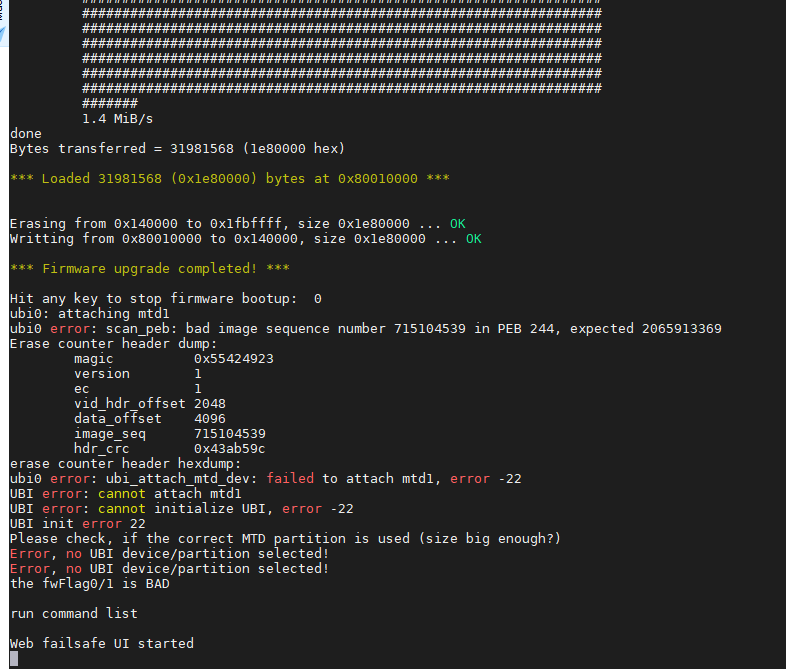 #################################################################
#################################################################
#################################################################
#################################################################
#################################################################
#################################################################
#######
1.4 MiB/s
done
Bytes transferred = 31981568 (1e80000 hex)
*** Loaded 31981568 (0x1e80000) bytes at 0x80010000 ***
Erasing from 0x140000 to 0x1fbffff, size 0x1e80000 ... OK
Writting from 0x80010000 to 0x140000, size 0x1e80000 ... OK
*** Firmware upgrade completed! ***
Hit any key to stop firmware bootup:  0
ubi0: attaching mtd1
ubi0 error: scan_peb: bad image sequence number 715104539 in PEB 244, expected 2065913369
Erase counter header dump:
magic          0x55424923
version        1
ec             1
vid_hdr_offset 2048
data_offset    4096
image_seq      715104539
hdr_crc        0x43ab59c
erase counter header hexdump:
ubi0 error: ubi_attach_mtd_dev: failed to attach mtd1, error -22
UBI error: cannot attach mtd1
UBI error: cannot initialize UBI, error -22
UBI init error 22
Please check, if the correct MTD partition is used (size big enough?)
Error, no UBI device/partition selected!
Error, no UBI device/partition selected!
the fwFlag0/1 is BAD
run command list
Web failsafe UI started